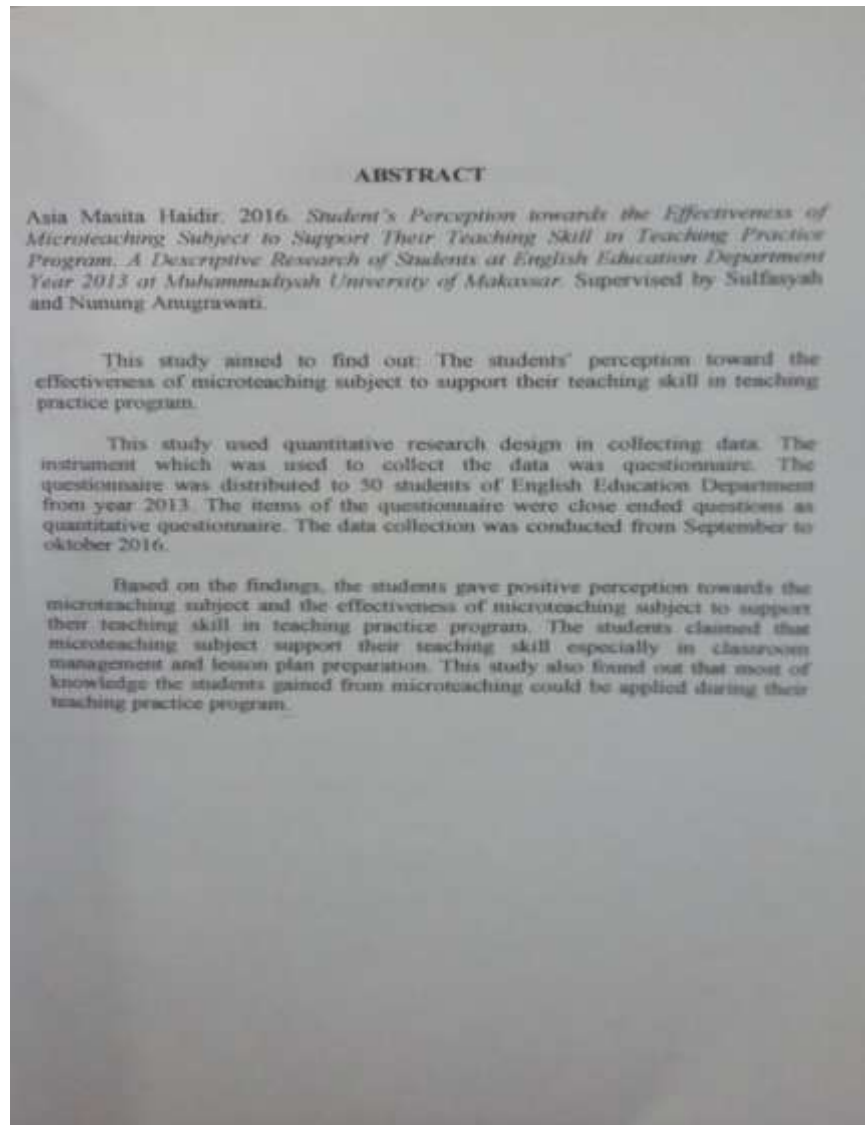 ABSTRACT
Asia Masita Haidir. 2016. Student's Perception towards the Effectiveness of
Microteaching Subject to Support Their Teaching Skill in Teaching Practice
Program. A Descriptive Research of Students at English Education Department
Year 2013 at Muhammadiyah University of Makassar. Supervised by Sulfasyah
and Nunung Anugrawati.
This study aimed to find out: The students' perception toward the
effectiveness of microteaching subject to support their teaching skill in teaching
practice program.
This study used quantitative research design in collecting data. The
instrument which was used to collect the data was questionnaire. The
questionnaire was distributed to 50 students of English Education Department
from year 2013. The items of the questionnaire were close ended questions as
quantitative questionnaire. The data collection was conducted from September to
oktober 2016.
Based on the findings, the students gave positive perception towards the
microteaching subject and the effectiveness of microteaching subject to support
their teaching skill in teaching practice program. The students claimed that
microteaching subject support their teaching skill especially in classroom
management and lesson plan preparation. This study also found out that most of
knowledge the students gained from microteaching could be applied during their
teaching practice program.